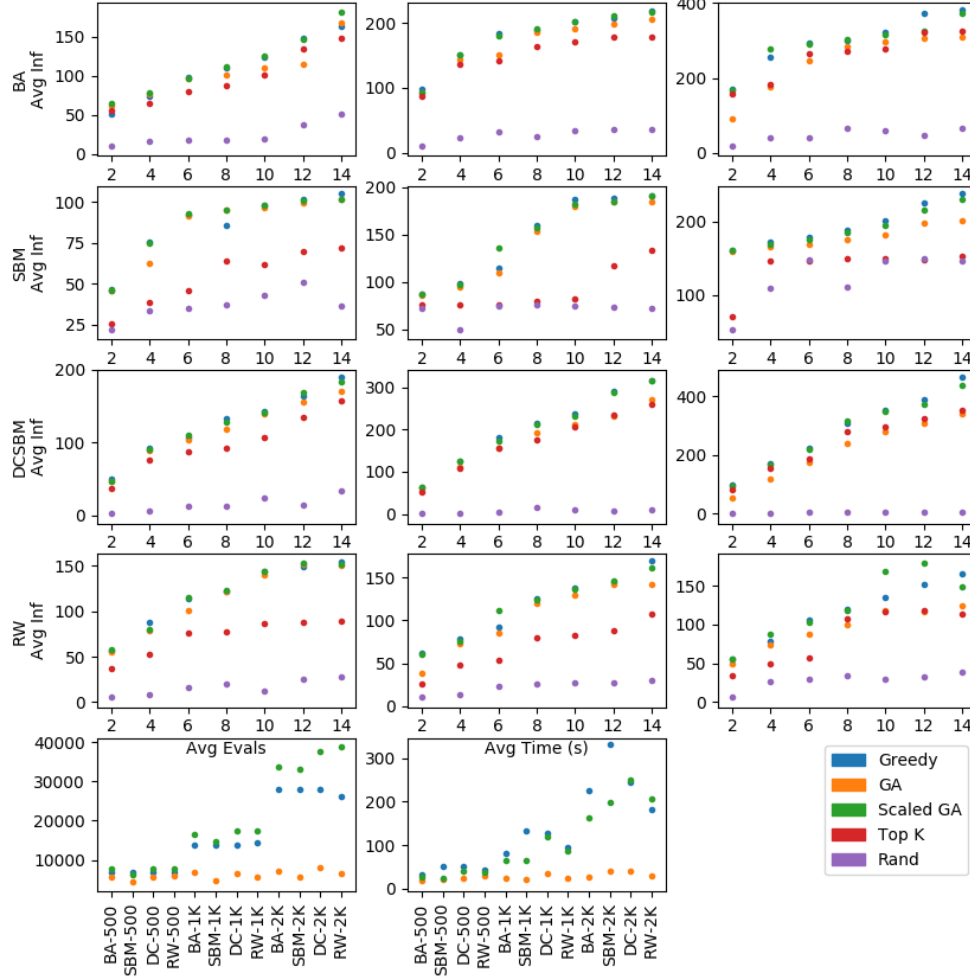 BA
Avg Inf
0
50
100
150
2 4 6 8 10 12 14
0
100
200
2 4 6 8 10 12 14
0
200
400
2 4 6 8 10 12 14
SBM
Avg Inf
25
50
75
100
2 4 6 8 10 12 14
50
100
150
200
2 4 6 8 10 12 14
100
200
2 4 6 8 10 12 14
DCSBM
Avg Inf
0
100
200
2 4 6 8 10 12 14
0
100
200
300
2 4 6 8 10 12 14
0
200
400
2 4 6 8 10 12 14
RW
Avg Inf
0
50
100
150
2 4 6 8 10 12 14
0
50
100
150
2 4 6 8 10 12 14
0
50
100
150
2 4 6 8 10 12 14
Avg Evals
10000
20000
30000
40000
BA-500
SBM-500
DC-500
RW-500
BA-1K
SBM-1K
DC-1K
RW-1K
BA-2K
SBM-2K
DC-2K
RW-2K
Avg Time (s)
0
100
200
300
BA-500
SBM-500
DC-500
RW-500
BA-1K
SBM-1K
DC-1K
RW-1K
BA-2K
SBM-2K
DC-2K
RW-2K
Greedy
GA
Scaled GA
Top K
Rand